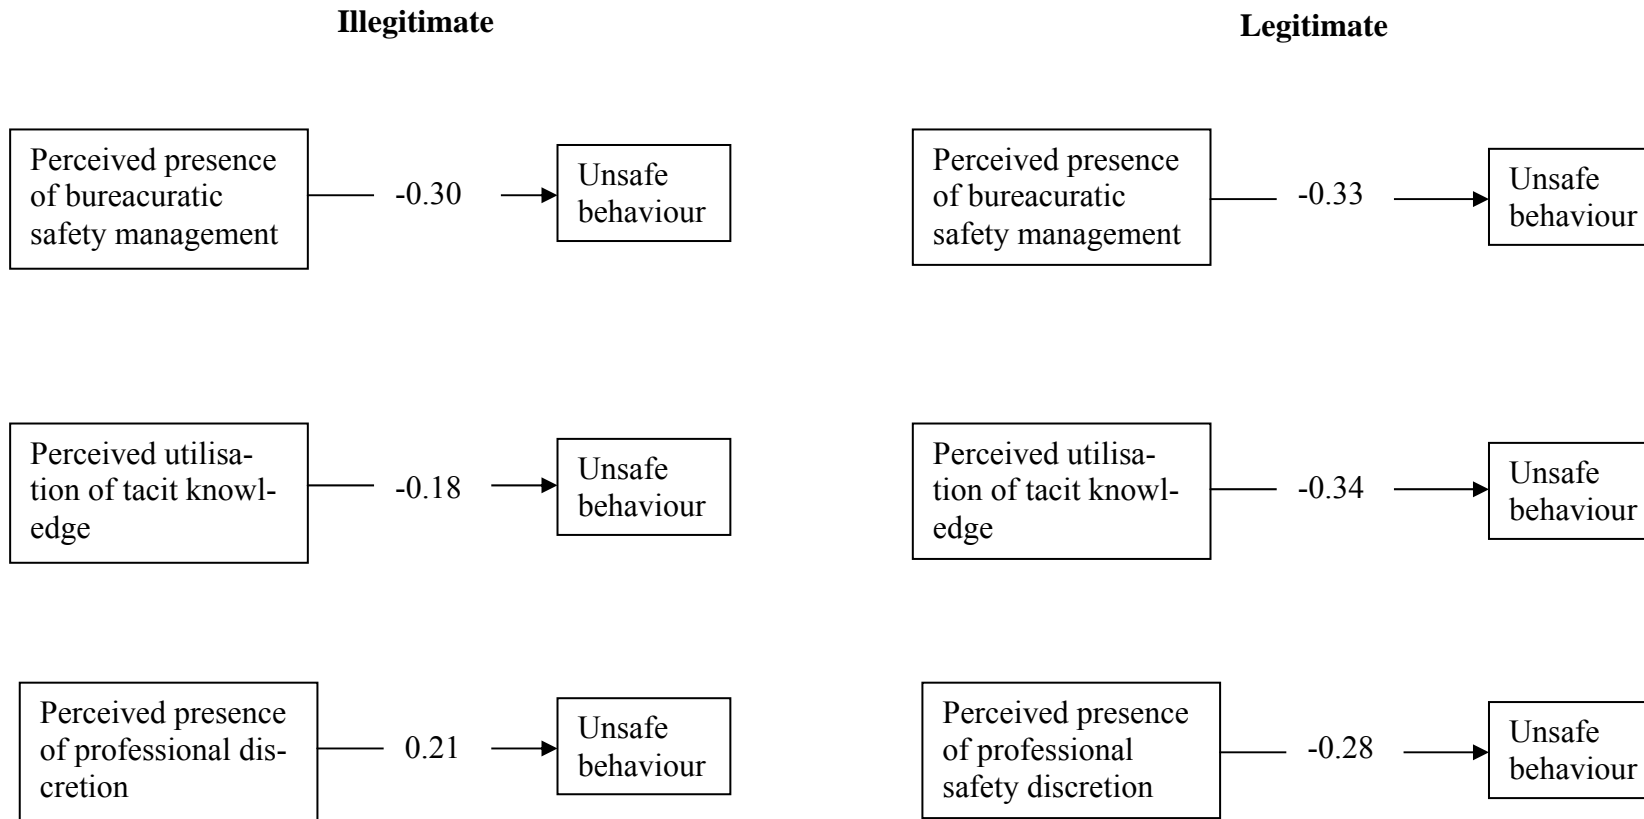 Illegitimate
Legitimate
Perceived presence
of bureacuratic
safety management
-0.30
Unsafe
behaviour
Perceived presence
of bureacuratic
safety management
-0.33
Unsafe
behaviour
Perceived utilisa-
tion of tacit knowl-
edge
-0.18
Unsafe
behaviour
Perceived utilisa-
tion of tacit knowl-
edge
-0.34
Unsafe
behaviour
Perceived presence
of professional dis-
cretion
0.21
Unsafe
behaviour
Perceived presence
of professional
safety discretion
-0.28
Unsafe
behaviour